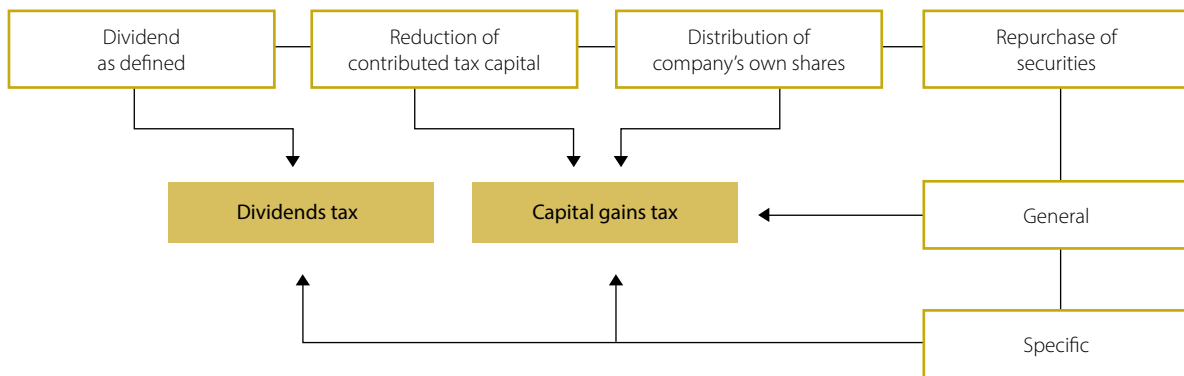 Dividend
as defined
Reduction of
contributed tax capital
Distribution of
company’s own shares
Repurchase of
securities
Dividends tax
Capital gains tax
General
Specific